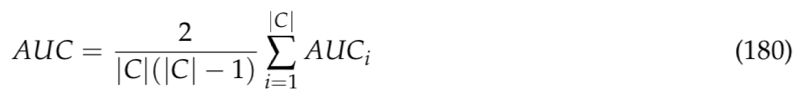 AUC = \frac{2}{|C|(|C| - 1)} \sum_{i=1}^{|C|} AUC_i (180)